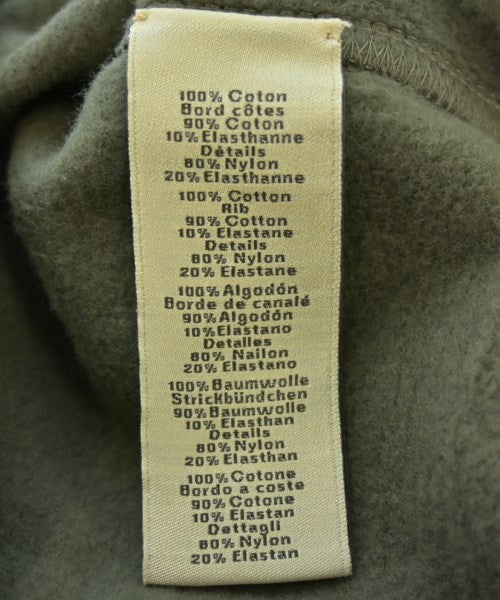 100% Coton
Bord côtes
90% Coton
10% Elasthanne
Détails
80% Nylon
20% Elasthanne
100% Cotton
Rib
90% Cotton
10% Elastane
Details
80% Nylon
20% Elastane
100% Algodón
Borde de canalé
90% Algodón
10% Elastano
Detalles
80% Nailon
20% Elastano
100% Baumwolle
Strickbündchen
90% Baumwolle
10% Elasthan
Details
80% Nylon
20% Elasthan
100% Cotone
Bordo a coste
90% Cotone
10% Elastan
Dettagli
80% Nylon
20% Elastan